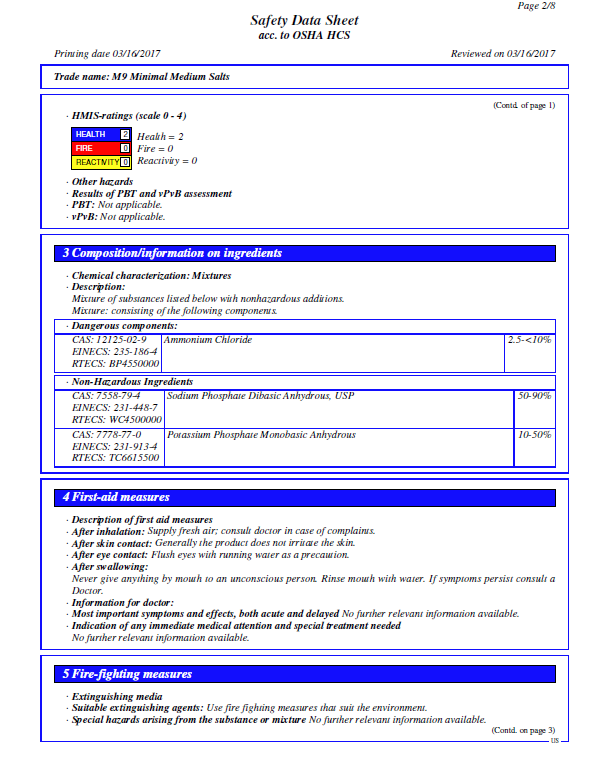 Page 2/8
Safety Data Sheet
acc. to OSHA HCS
Printing date 03/16/2017 Reviewed on 03/16/2017
Trade name: M9 Minimal Medium Salts
(Contd. of page 1)
· HMIS-ratings (scale 0 - 4)
HEALTH 2 Health = 2
FIRE 0 Fire = 0
REACTIVITY 0 Reactivity = 0
· Other hazards
· Results of PBT and vPvB assessment
· PBT: Not applicable.
· vPvB: Not applicable.
3 Composition/information on ingredients
· Chemical characterization: Mixtures
· Description:
Mixture of substances listed below with nonhazardous additions.
Mixture: consisting of the following components.
· Dangerous components:
CAS: 12125-02-9 Ammonium Chloride 2.5-<10%
EINECS: 235-186-4
RTECS: BP4550000
· Non-Hazardous Ingredients
CAS: 7558-79-4 Sodium Phosphate Dibasic Anhydrous, USP 50-90%
EINECS: 231-448-7
RTECS: WC4500000
CAS: 7778-77-0 Potassium Phosphate Monobasic Anhydrous 10-50%
EINECS: 231-913-4
RTECS: TC6615500
4 First-aid measures
· Description of first aid measures
· After inhalation: Supply fresh air; consult doctor in case of complaints.
· After skin contact: Generally the product does not irritate the skin.
· After eye contact: Flush eyes with running water as a precaution.
· After swallowing:
Never give anything by mouth to an unconscious person. Rinse mouth with water. If symptoms persist consult a
Doctor.
· Information for doctor:
· Most important symptoms and effects, both acute and delayed No further relevant information available.
· Indication of any immediate medical attention and special treatment needed
No further relevant information available.
5 Fire-fighting measures
· Extinguishing media
· Suitable extinguishing agents: Use fire fighting measures that suit the environment.
· Special hazards arising from the substance or mixture No further relevant information available.
(Contd. on page 3)
US